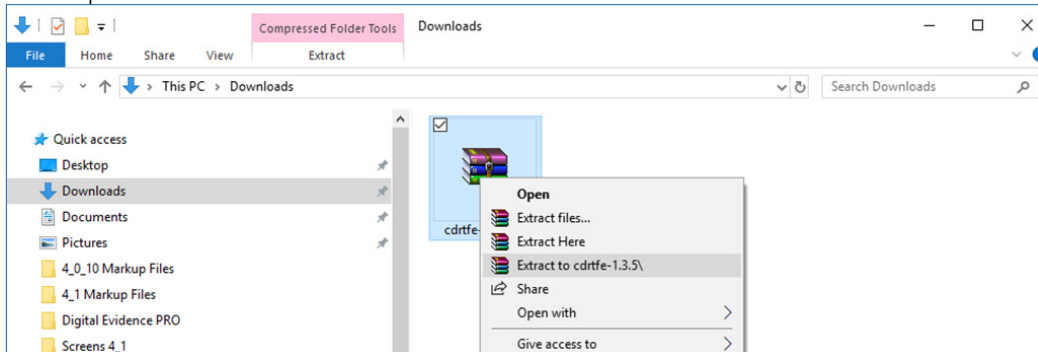 Compressed Folder Tools
Downloads
File
Home
Share
View
Extract
This PC > Downloads
Search Downloads
Quick access
Desktop
Downloads
Documents
Pictures
4_0_10 Markup Files
4_1 Markup Files
Digital Evidence PRO
Screens 4_1
cdrtfe-
Open
Extract files...
Extract Here
Extract to cdrtfe-1.3.5\
Share
Open with
Give access to